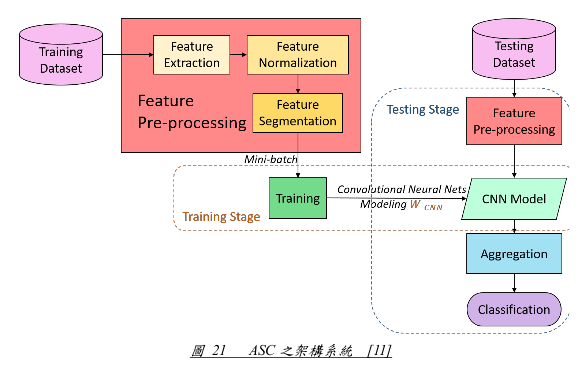 Training
Dataset
Feature
Extraction
Feature
Normalization
Feature
Pre-processing
Feature
Segmentation
Mini-batch
Training
Training Stage
Convolutional Neural Nets
Modeling W CNN
Testing
Dataset
Testing Stage
Feature
Pre-processing
CNN Model
Aggregation
Classification
圖 21 ASC 之架構系統 [11]